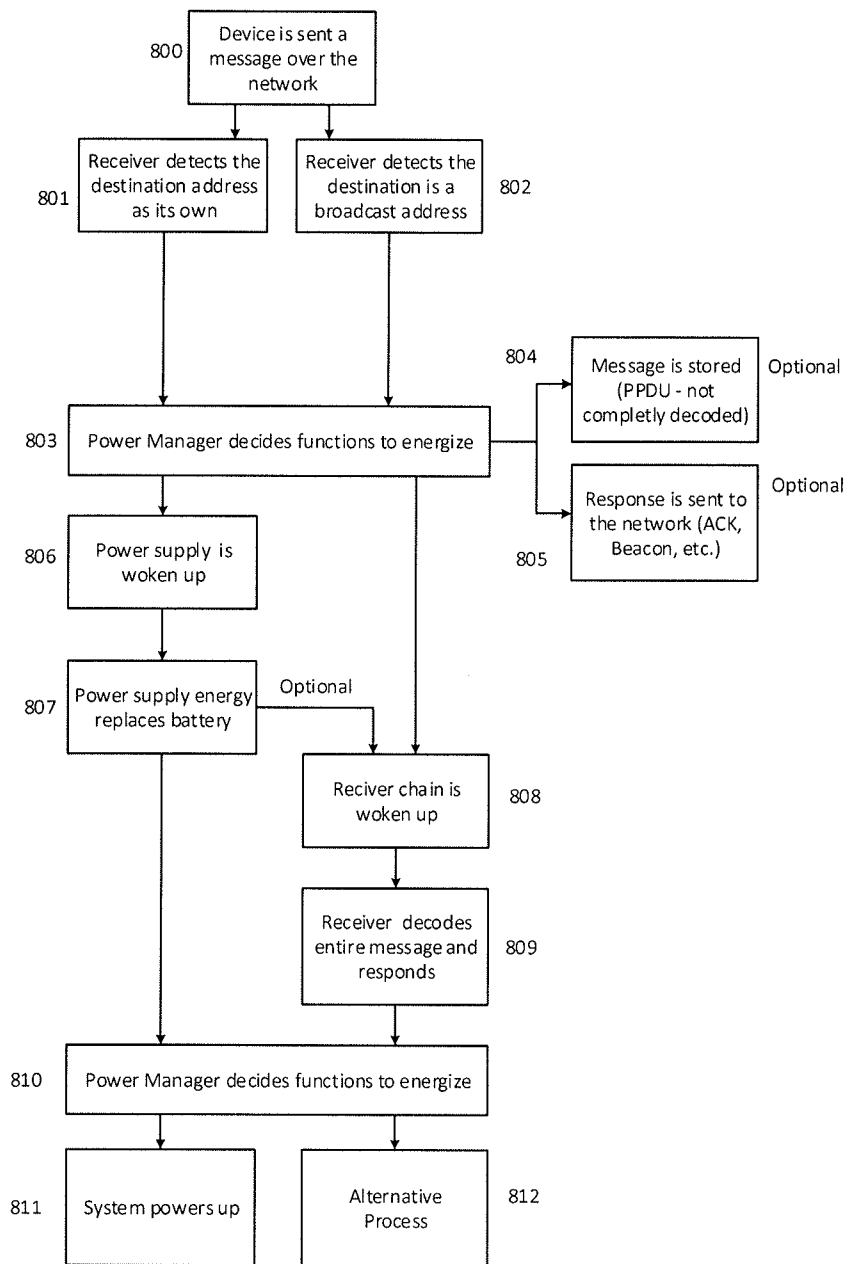 800
Device is sent a
message over the
network
801
Receiver detects the
destination address
as its own
Receiver detects the
destination is a
broadcast address
802
803
Power Manager decides functions to energize
804
Message is stored
(PPDU - not
completly decoded)
Optional
805
Response is sent to
the network (ACK,
Beacon, etc.)
Optional
806
Power supply is
woken up
807
Power supply energy
replaces battery
Optional
Reciver chain is
woken up
808
Receiver decodes
entire message and
responds
809
810
Power Manager decides functions to energize
811
System powers up
Alternative
Process
812